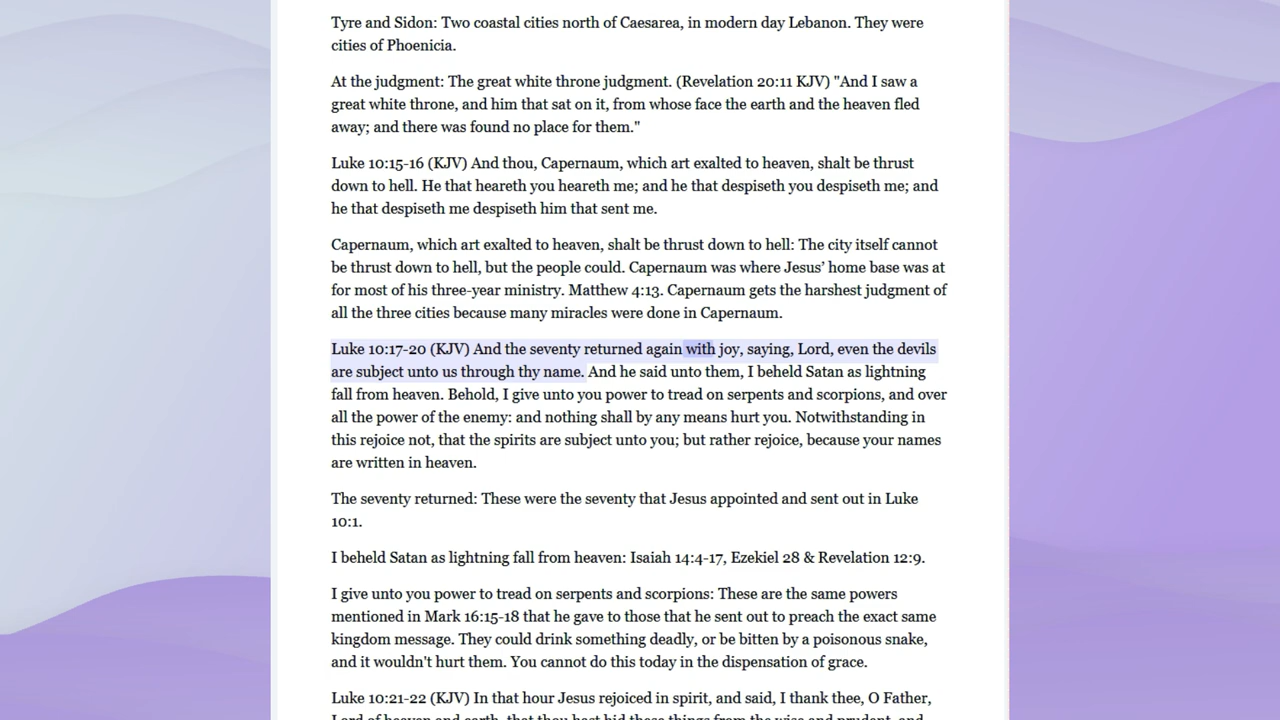 Tyre and Sidon: Two coastal cities north of Caesarea, in modern day Lebanon. They were
cities of Phoenicia.
At the judgment: The great white throne judgment. (Revelation 20:11 KJV) "And I saw a
great white throne, and him that sat on it, from whose face the earth and the heaven fled
away; and there was found no place for them."
Luke 10:15-16 (KJV) And thou, Capernaum, which art exalted to heaven, shalt be thrust
down to hell. He that heareth you heareth me; and he that despiseth you despiseth me; and
he that despiseth me despiseth him that sent me.
Capernaum, which art exalted to heaven, shalt be thrust down to hell: The city itself cannot
be thrust down to hell, but the people could. Capernaum was where Jesus’ home base was at
for most of his three-year ministry. Matthew 4:13. Capernaum gets the harshest judgment of
all the three cities because many miracles were done in Capernaum.
Luke 10:17-20 (KJV) And the seventy returned again with joy, saying, Lord, even the devils
are subject unto us through thy name. And he said unto them, I beheld Satan as lightning
fall from heaven. Behold, I give unto you power to tread on serpents and scorpions, and over
all the power of the enemy: and nothing shall by any means hurt you. Notwithstanding in
this rejoice not, that the spirits are subject unto you; but rather rejoice, because your names
are written in heaven.
The seventy returned: These were the seventy that Jesus appointed and sent out in Luke
10:1.
I beheld Satan as lightning fall from heaven: Isaiah 14:4-17, Ezekiel 28 & Revelation 12:9.
I give unto you power to tread on serpents and scorpions: These are the same powers
mentioned in Mark 16:15-18 that he gave to those that he sent out to preach the exact same
kingdom message. They could drink something deadly, or be bitten by a poisonous snake,
and it wouldn't hurt them. You cannot do this today in the dispensation of grace.
Luke 10:21-22 (KJV) In that hour Jesus rejoiced in spirit, and said, I thank thee, O Father,
Lord of heaven and earth, that thou hast hid these things from the wise and prudent, and